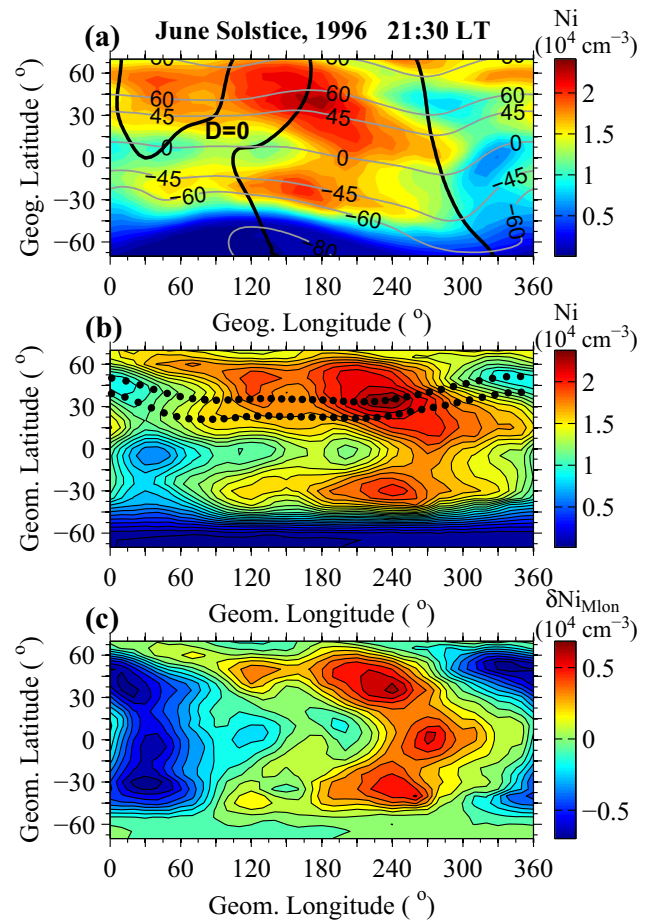 June Solstice, 1996 21:30 LT
(a)
Ni
(10⁴ cm⁻³)
Geog. Latitude ( °)
60
30
0
−30
−60
60
45
0
−45
−60
−80
60
45
0
−45
−60
60
45
0
−45
−60
D=0
2
1.5
1
0.5
0 60 120 180 240 300 360
Geog. Longitude ( °)
(b)
Ni
(10⁴ cm⁻³)
Geom. Latitude ( °)
60
30
0
−30
−60
2
1.5
1
0.5
0 60 120 180 240 300 360
Geom. Longitude ( °)
(c)
δNi_Mlon
(10⁴ cm⁻³)
Geom. Latitude ( °)
60
30
0
−30
−60
0.5
0
−0.5
0 60 120 180 240 300 360
Geom. Longitude ( °)